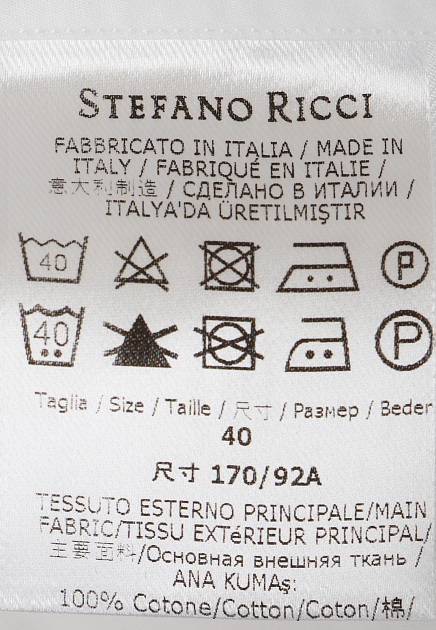 STEFANO RICCI
FABBRICATO IN ITALIA / MADE IN
ITALY / FABRIQUÉ EN ITALIE /
意大利制造 / СДЕЛАНО В ИТАЛИИ /
ITALYA'DA ÜRETILMIŞTIR
40 P
40 P
Taglia / Size / Taille / 尺寸 / Размер / Beden
40
尺寸 170/92A
TESSUTO ESTERNO PRINCIPALE/MAIN
FABRIC/TISSU EXTéRIEUR PRINCIPAL/
主要面料/Основная внешняя ткань /
ANA KUMAş:
100% Cotone/Cotton/Coton/棉/